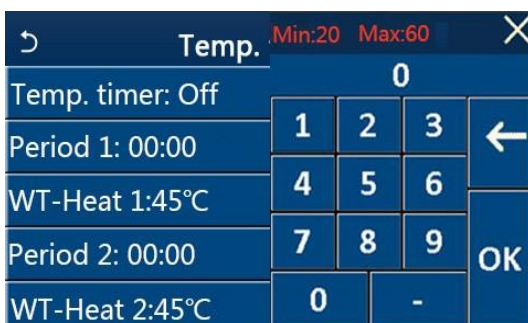 Temp.
Temp. timer: Off
Period 1: 00:00
WT-Heat 1:45℃
Period 2: 00:00
WT-Heat 2:45℃
Min:20 Max:60
0
1 2 3
4 5 6
7 8 9
OK
0 -